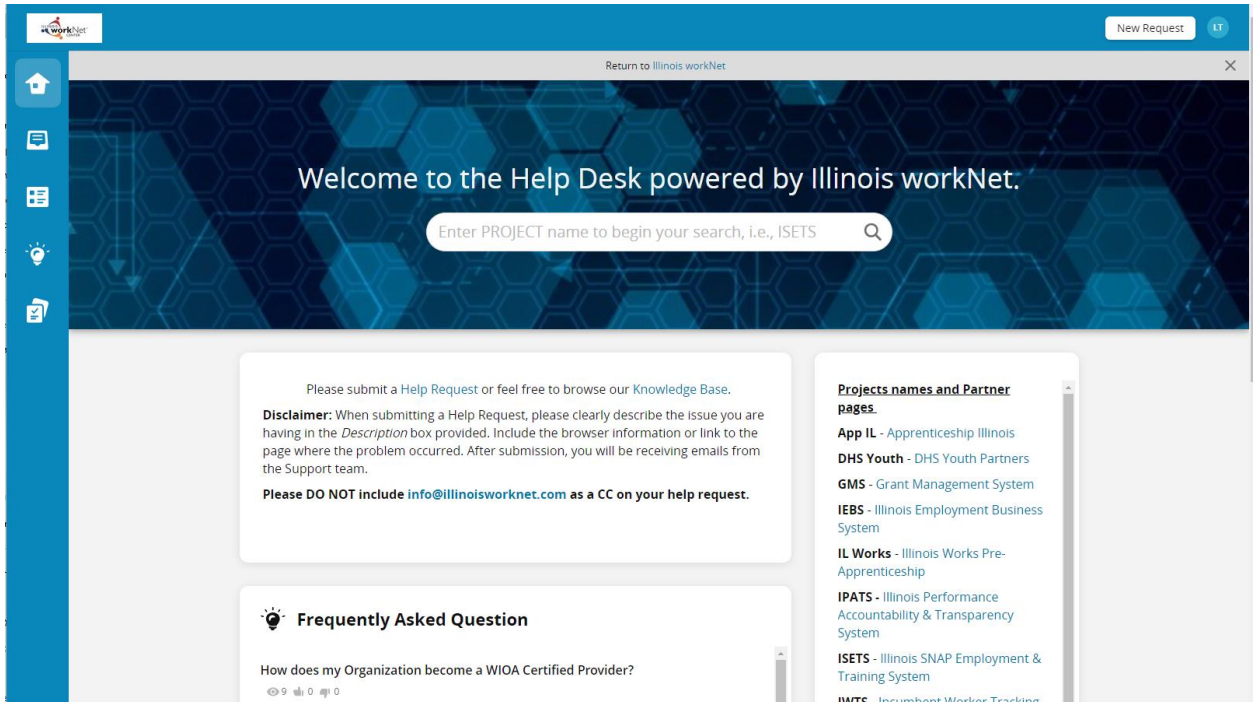 ILLINOIS
workNet
CENTER
New Request
LT
Return to Illinois workNet
Welcome to the Help Desk powered by Illinois workNet.
Enter PROJECT name to begin your search, i.e., ISETS
Please submit a Help Request or feel free to browse our Knowledge Base.
Disclaimer: When submitting a Help Request, please clearly describe the issue you are
having in the Description box provided. Include the browser information or link to the
page where the problem occurred. After submission, you will be receiving emails from
the Support team.
Please DO NOT include info@illinoisworknet.com as a CC on your help request.
Frequently Asked Question
How does my Organization become a WIOA Certified Provider?
9 0 0
Projects names and Partner
pages
App IL - Apprenticeship Illinois
DHS Youth - DHS Youth Partners
GMS - Grant Management System
IEBS - Illinois Employment Business
System
IL Works - Illinois Works Pre-
Apprenticeship
IPATS - Illinois Performance
Accountability & Transparency
System
ISETS - Illinois SNAP Employment &
Training System
IWTS - Incumbent Worker Tracking